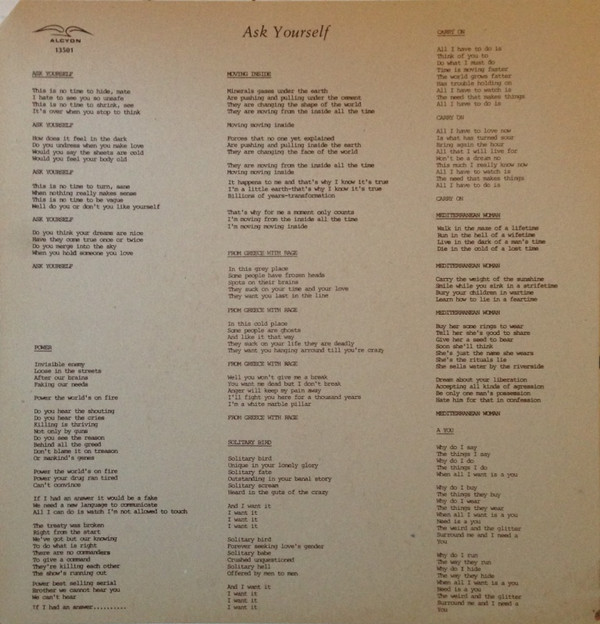 ALCYON
13501
Ask Yourself
ASK YOURSELF
This is no time to hide, mate
I hate to see you so unsafe
This is no time to shrink, see
It's over when you stop to think
ASK YOURSELF
How does it feel in the dark
Do you undress when you make love
Would you say the sheets are cold
Would you feel your body old
ASK YOURSELF
This is no time to turn, sane
When nothing really makes sense
This is no time to be vague
Well do you or don't you like yourself
ASK YOURSELF
Do you think your dreams are nice
Have they come true once or twice
Do you merge into the sky
When you hold someone you love
ASK YOURSELF
POWER
Invisible enemy
Loose in the streets
After our brains
Faking our needs
Power the world's on fire
Do you hear the shouting
Do you hear the cries
Killing is thriving
Not only by guns
Do you see the reason
Behind all the greed
Don't blame it on treason
Or mankind's genes
Power the world's on fire
Power your drug has tired
Can't convince
If I had an answer it would be a fake
We need a new language to communicate
All I can do is watch I'm not allowed to touch
The treaty was broken
Right from the start
We've got but our knowing
To do what is right
There are no commanders
To give a command
They're killing each other
The show's running out
Power best selling serial
Brother we cannot hear you
We can't hear
If I had an answer..........
MOVING INSIDE
Minerals gases under the earth
Are pushing and pulling under the cement
They are changing the shape of the world
They are moving from the inside all the time
Moving moving inside
Forces that no one yet explained
Are pushing and pulling inside the earth
They are changing the face of the world
They are moving from the inside all the time
Moving moving inside
It happens to me and that's why I know it's true
I'm a little earth-that's why I know it's true
Billions of years-transformation
That's why for me a moment only counts
I'm moving from the inside all the time
I'm moving moving inside
FROM GREECE WITH RAGE
In this grey place
Some people have frozen heads
Spots on their brains
They suck on your time and your love
They want you last in the line
FROM GREECE WITH RAGE
In this cold place
Some people are ghosts
And like it that way
They suck on your life they are deadly
They want you hanging arround till you're crazy
FROM GREECE WITH RAGE
Well you won't give me a break
You want me dead but I don't break
Anger will keep my pain away
I'll fight you here for a thousand years
I'm a white marble pillar
FROM GREECE WITH RAGE
SOLITARY BIRD
Solitary bird
Unique in your lonely glory
Solitary fate
Outstanding in your banal story
Solitary scream
Heard in the guts of the crazy
And I want it
I want it
I want it
I want it
Solitary bird
Forever seeking love's gender
Solitary babe
Crushed unquestioned
Solitary hell
Offered by men to men
And I want it
I want it
I want it
I want it
CARRY ON
All I have to do is
Think of you to
Do what I must do
Time is moving faster
The world grows fatter
Has trouble holding on
All I have to watch is
The need that makes things
All I have to do is
CARRY ON
All I have to love now
Is what has turned sour
Bring again the hour
All that I will live for
Won't be a dream no
This much I really know now
All I have to watch is
The need that makes things
All I have to do is
CARRY ON
MEDITERRANEAN WOMAN
Walk in the maze of a lifetime
Run in the hell of a wifetime
Live in the dark of a man's time
Die in the cold of a lost time
MEDITERRANEAN WOMAN
Carry the weight of the sunshine
Smile while you sink in a strifetime
Bury your children in wartime
Learn how to lie in a feartime
MEDITERRANEAN WOMAN
Buy her some rings to wear
Tell her she's good to share
Give her a seed to bear
Soon she'll think
She's just the name she wears
She's the rituals lis
She sells water by the riverside
Dream about your liberation
Accepting all kinds of agression
Be only one man's possession
Hate him for that in confession
MEDITERRANEAN WOMAN
A YOU
Why do I say
The things I say
Why do I do
The things I do
When all I want is a you
Why do I buy
The things they buy
Why do I wear
The things they wear
When all I want is a you
Need is a you
The weird and the glitter
Surround me and I need a
You
Why do I run
The way they run
Why do I hide
The way they hide
When all I want is a you
Need is a you
The weird and the glitter
Surround me and I need a
You